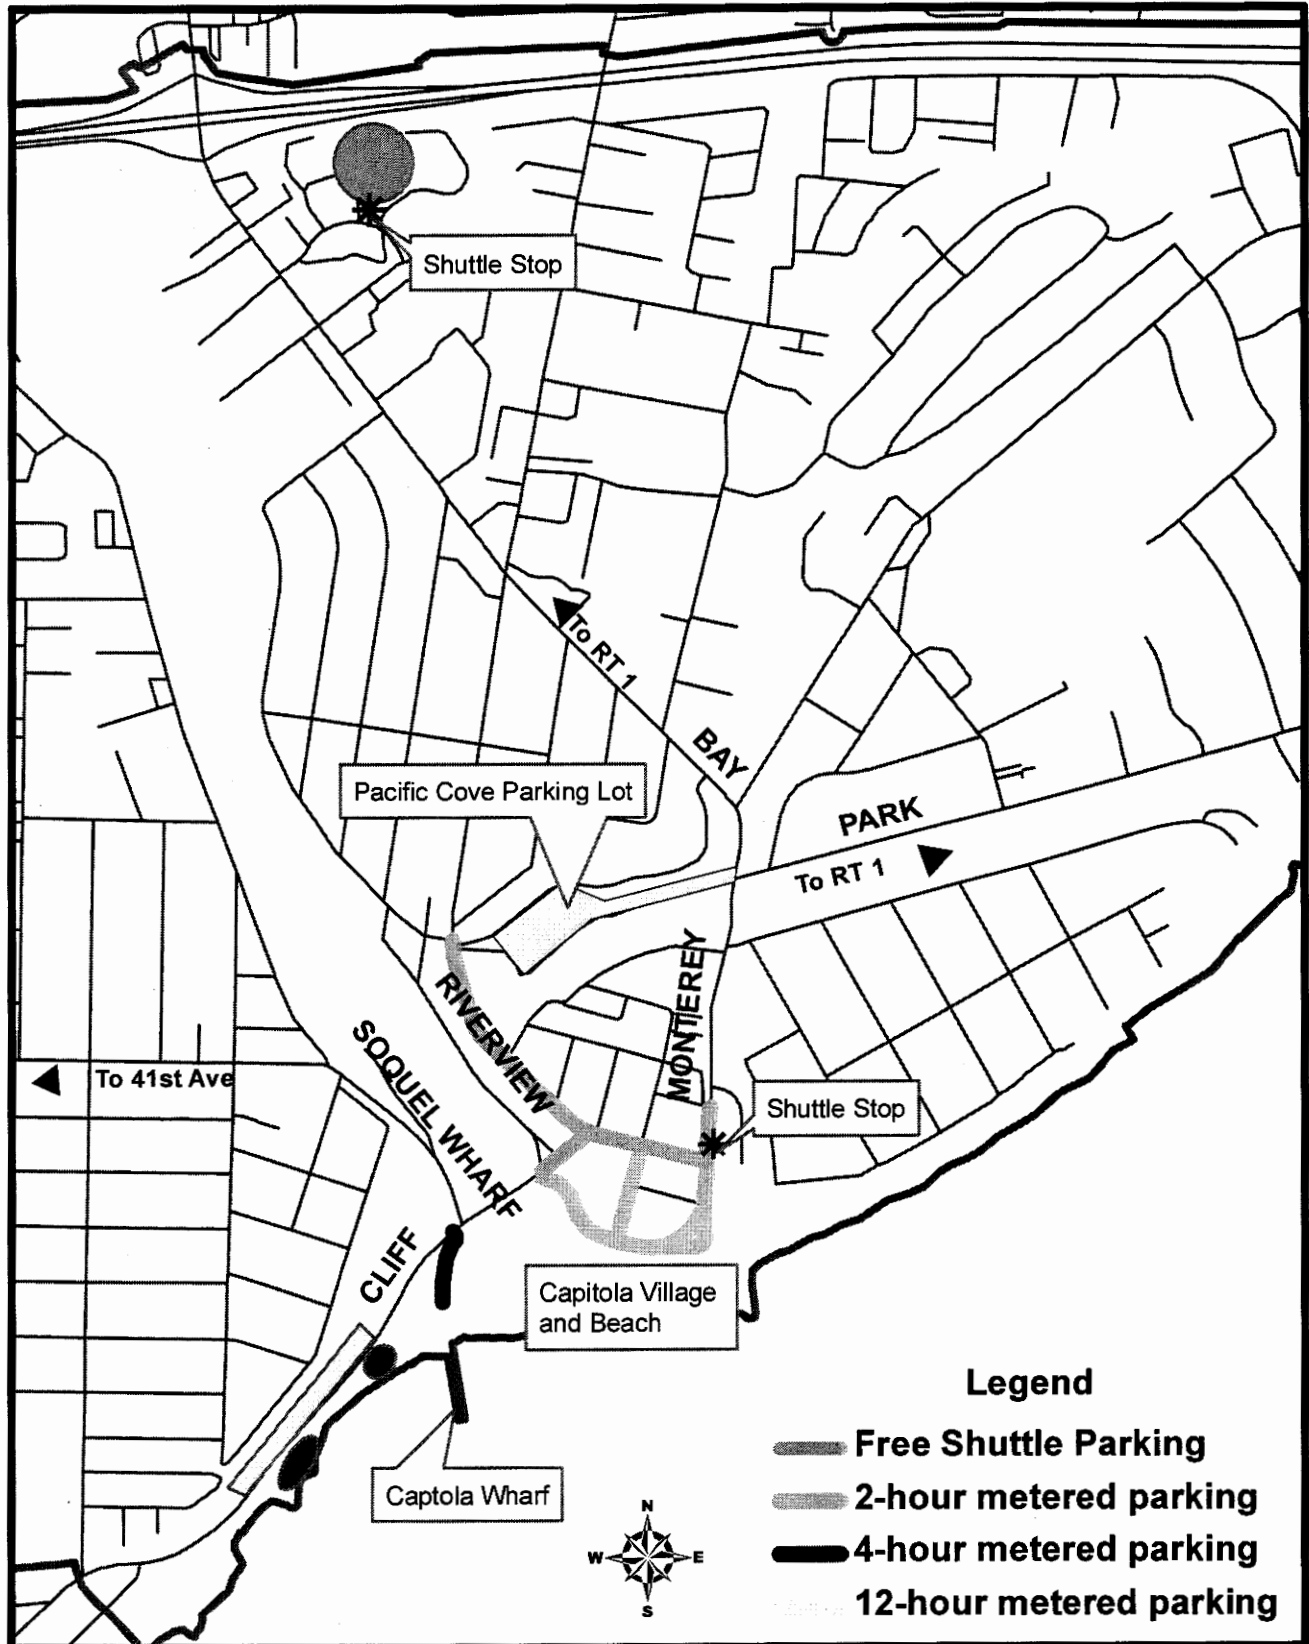 Shuttle Stop
To RT 1
BAY
Pacific Cove Parking Lot
PARK
To RT 1
MONTEREY
RIVERVIEW
SOQUEL WHARF
To 41st Ave
Shuttle Stop
CLIFF
Capitola Village
and Beach
Captola Wharf
N
W
E
S
Legend
Free Shuttle Parking
2-hour metered parking
4-hour metered parking
12-hour metered parking